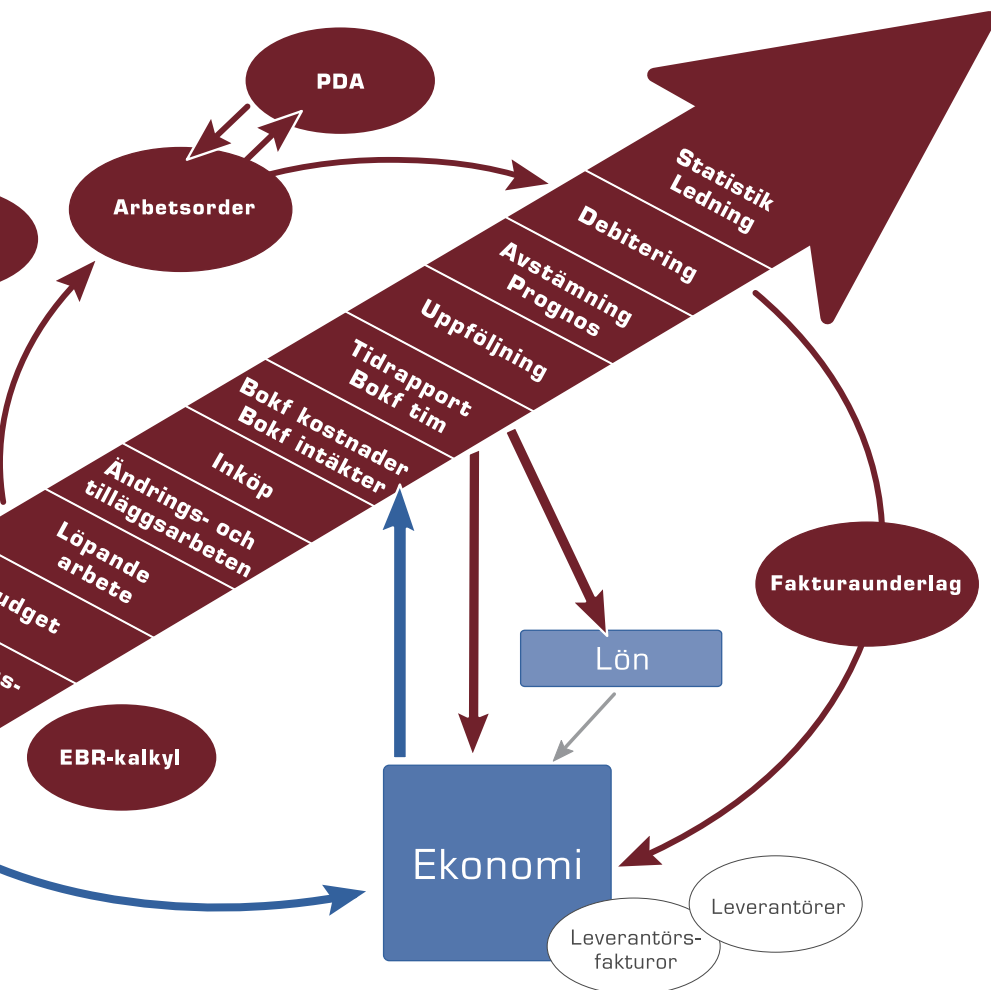 PDA
Arbetsorder
Statistik
Ledning
Debitering
Avstämning
Prognos
Uppföljning
Tidrapport
Bokf tim
Bokf kostnader
Bokf intäkter
Inköp
Ändrings- och
tilläggsarbeten
Löpande
arbete
udget
s-
Fakturaunderlag
Lön
EBR-kalkyl
Ekonomi
Leverantörer
Leverantörs-
fakturor